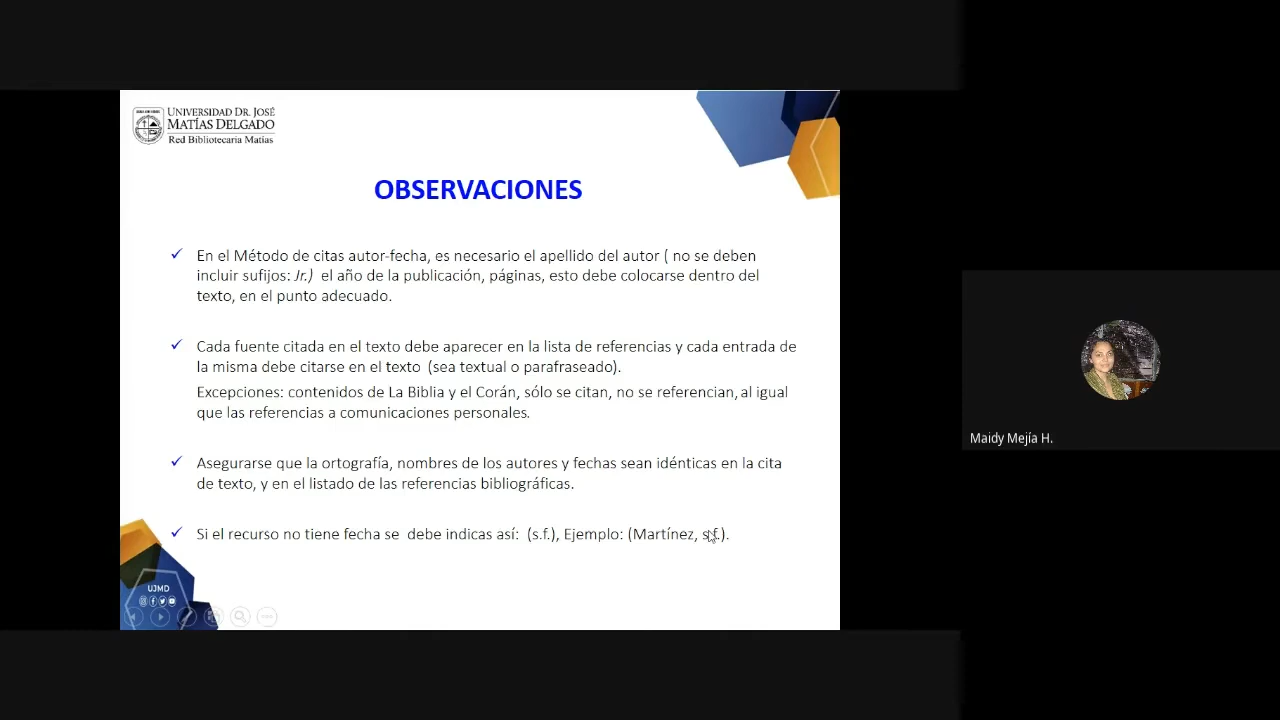 UNIVERSIDAD DR. JOSÉ
MATÍAS DELGADO
Red Bibliotecaria Matías
OBSERVACIONES
✓ En el Método de citas autor-fecha, es necesario el apellido del autor ( no se deben
incluir sufijos: Jr.) el año de la publicación, páginas, esto debe colocarse dentro del
texto, en el punto adecuado.
✓ Cada fuente citada en el texto debe aparecer en la lista de referencias y cada entrada de
la misma debe citarse en el texto (sea textual o parafraseado).
Excepciones: contenidos de La Biblia y el Corán, sólo se citan, no se referencian, al igual
que las referencias a comunicaciones personales.
✓ Asegurarse que la ortografía, nombres de los autores y fechas sean idénticas en la cita
de texto, y en el listado de las referencias bibliográficas.
✓ Si el recurso no tiene fecha se debe indicas así: (s.f.), Ejemplo: (Martínez, s.f.).
UJMD
Maidy Mejía H.